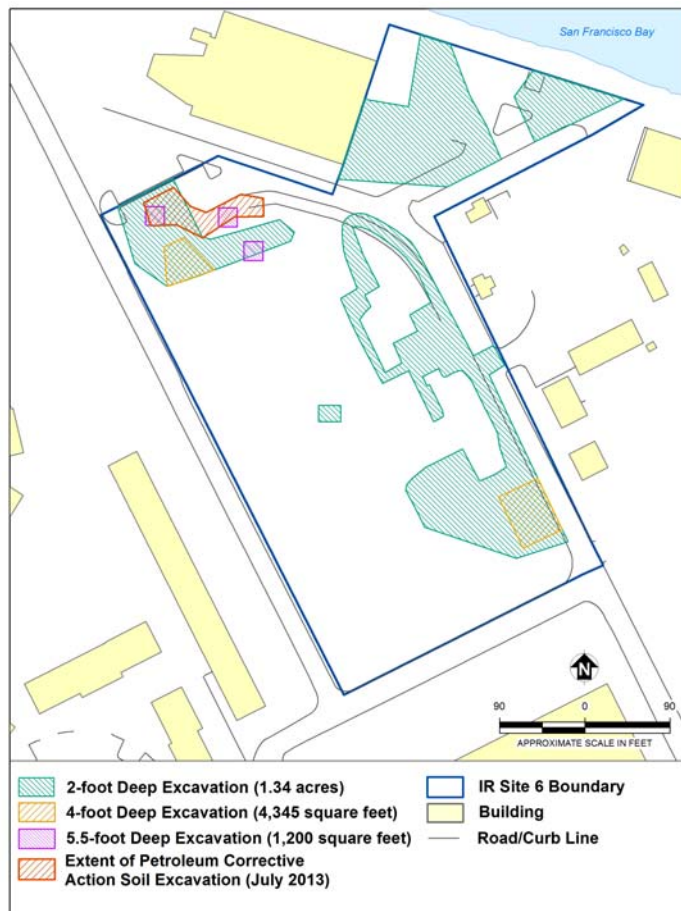 San Francisco Bay
N
90 0 90
APPROXIMATE SCALE IN FEET
2-foot Deep Excavation (1.34 acres)
4-foot Deep Excavation (4,345 square feet)
5.5-foot Deep Excavation (1,200 square feet)
Extent of Petroleum Corrective
Action Soil Excavation (July 2013)
IR Site 6 Boundary
Building
Road/Curb Line